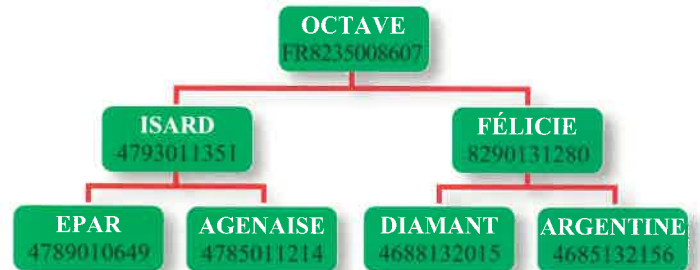 OCTAVE
FR8235008607
ISARD
4793011351
FÉLICIE
8290131280
EPAR
4789010649
AGENAISE
4785011214
DIAMANT
4688132015
ARGENTINE
4685132156